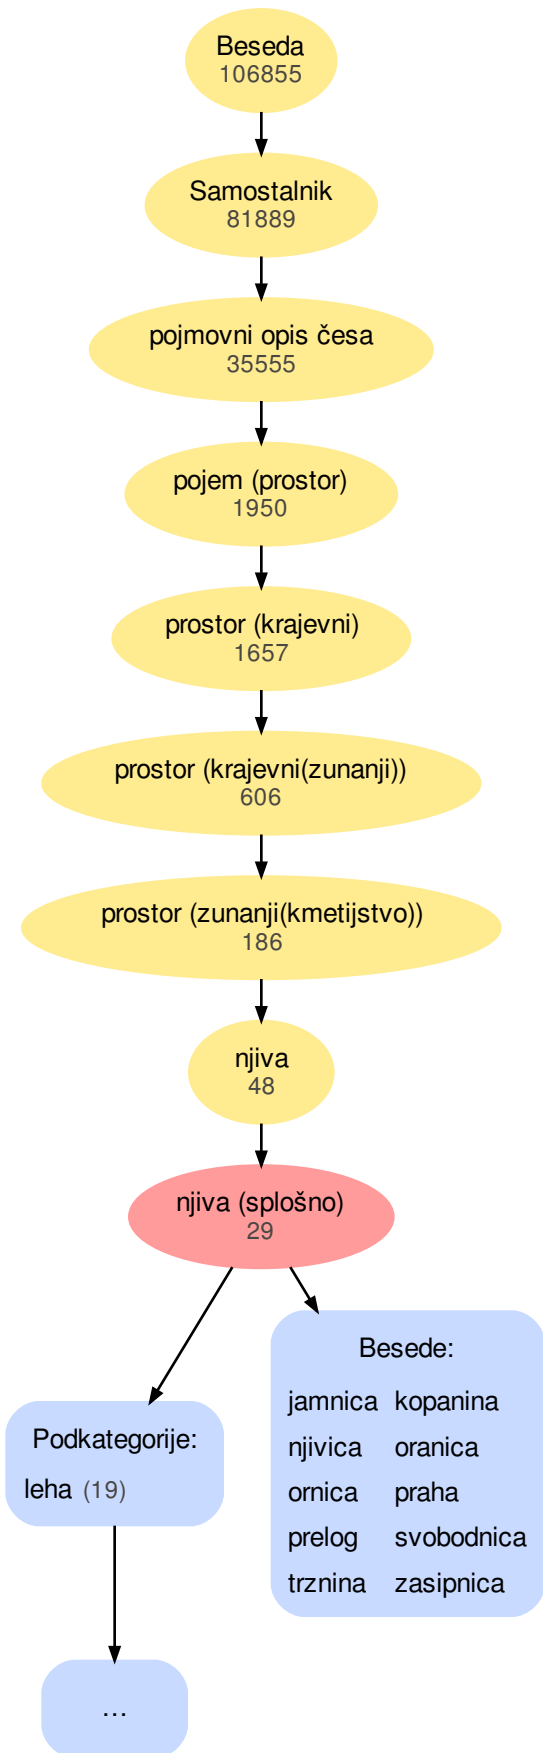 Beseda
106855
Samostalnik
81889
pojmovni opis česa
35555
pojem (prostor)
1950
prostor (krajevni)
1657
prostor (krajevni(zunanji))
606
prostor (zunanji(kmetijstvo))
186
njiva
48
njiva (splošno)
29
Besede:
jamnica kopanina
njivica oranica
ornica praha
prelog svobodnica
trznina zasipnica
Podkategorije:
leha (19)
...